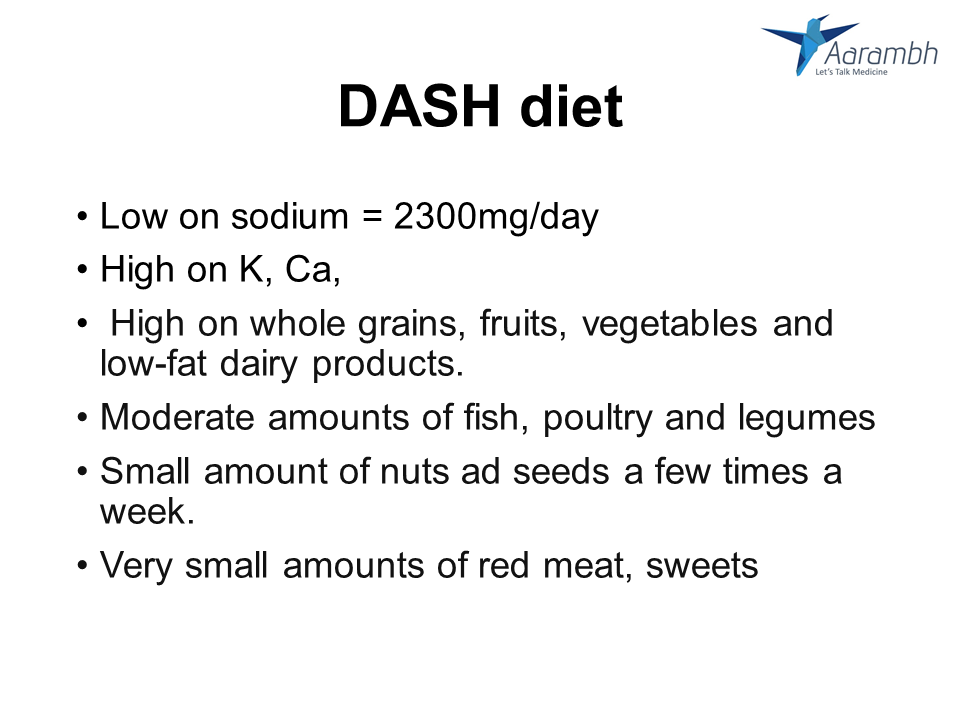 Aarambh
Let's Talk Medicine
DASH diet
• Low on sodium = 2300mg/day
• High on K, Ca,
• High on whole grains, fruits, vegetables and
low-fat dairy products.
• Moderate amounts of fish, poultry and legumes
• Small amount of nuts ad seeds a few times a
week.
• Very small amounts of red meat, sweets